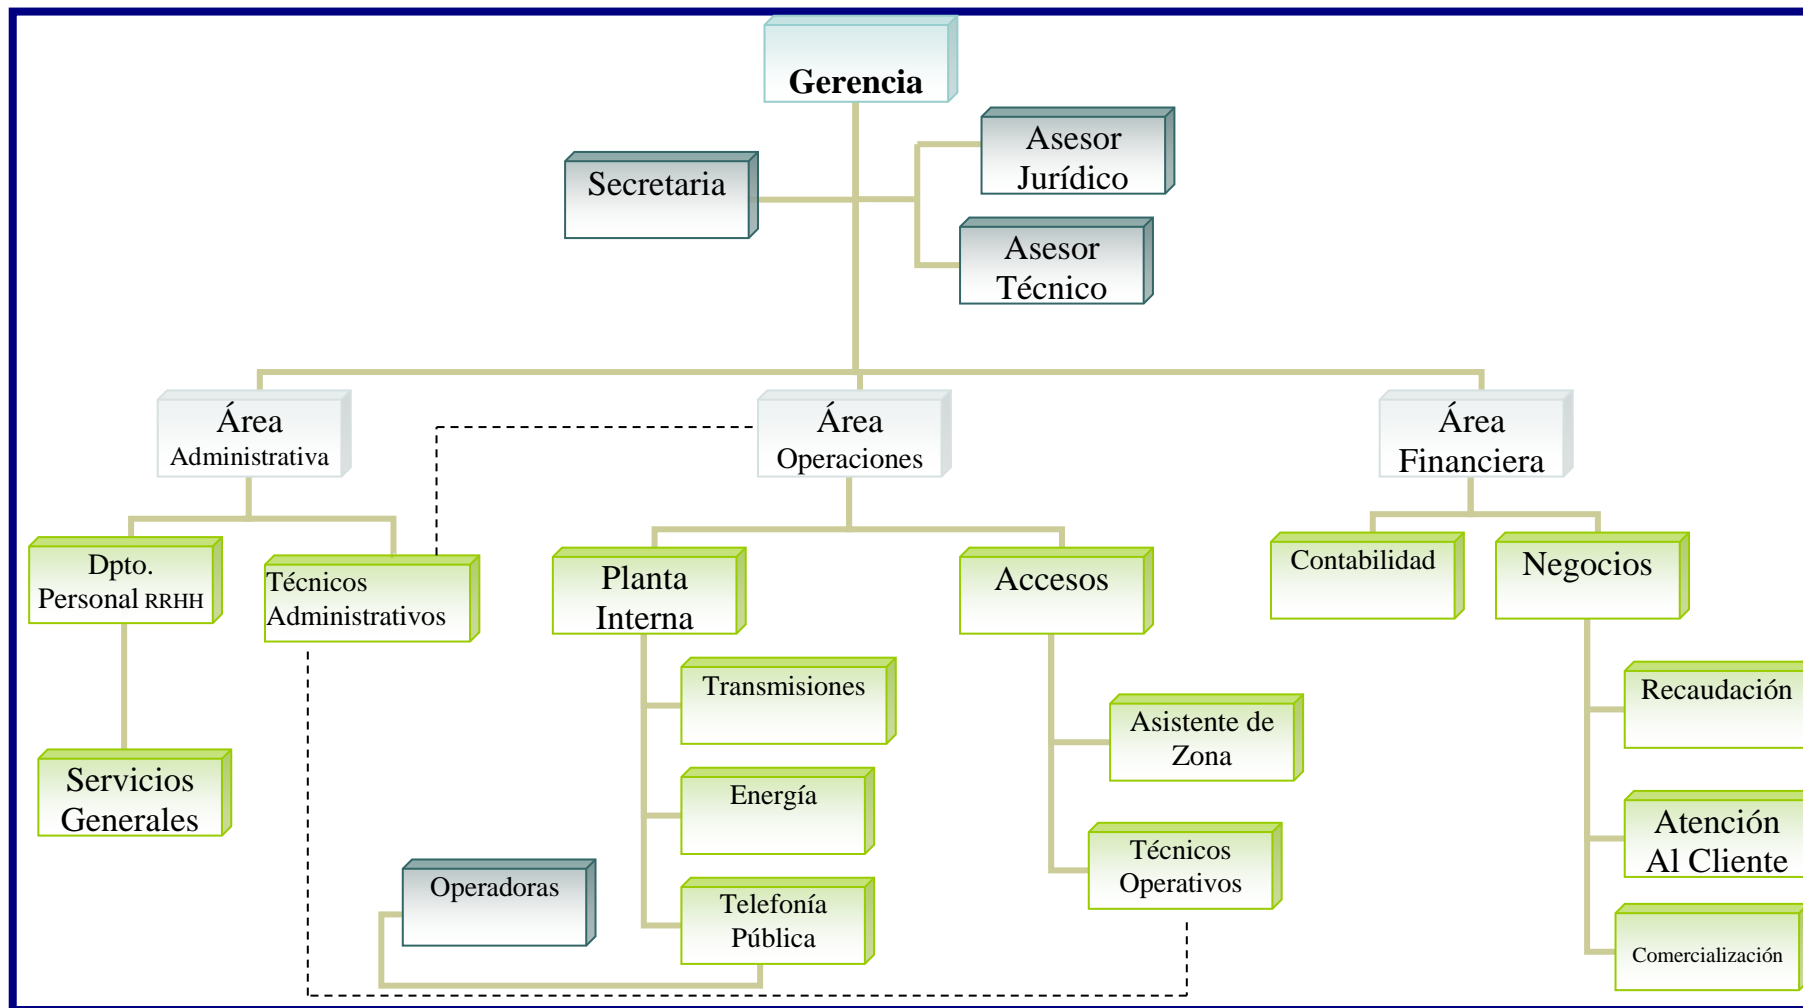 Gerencia
Asesor
Jurídico
Secretaria
Asesor
Técnico
Área
Administrativa
Área
Operaciones
Área
Financiera
Dpto.
Personal RRHH
Técnicos
Administrativos
Planta
Interna
Accesos
Contabilidad
Negocios
Transmisiones
Recaudación
Asistente de
Zona
Servicios
Generales
Energía
Atención
Al Cliente
Técnicos
Operativos
Operadoras
Telefonía
Pública
Comercialización